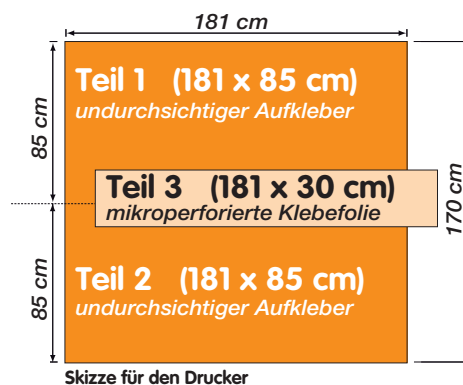 181 cm
Teil 1 (181 x 85 cm)
undurchsichtiger Aufkleber
85 cm
Teil 3 (181 x 30 cm)
mikroperforierte Klebefolie
170 cm
Teil 2 (181 x 85 cm)
undurchsichtiger Aufkleber
85 cm
Skizze für den Drucker